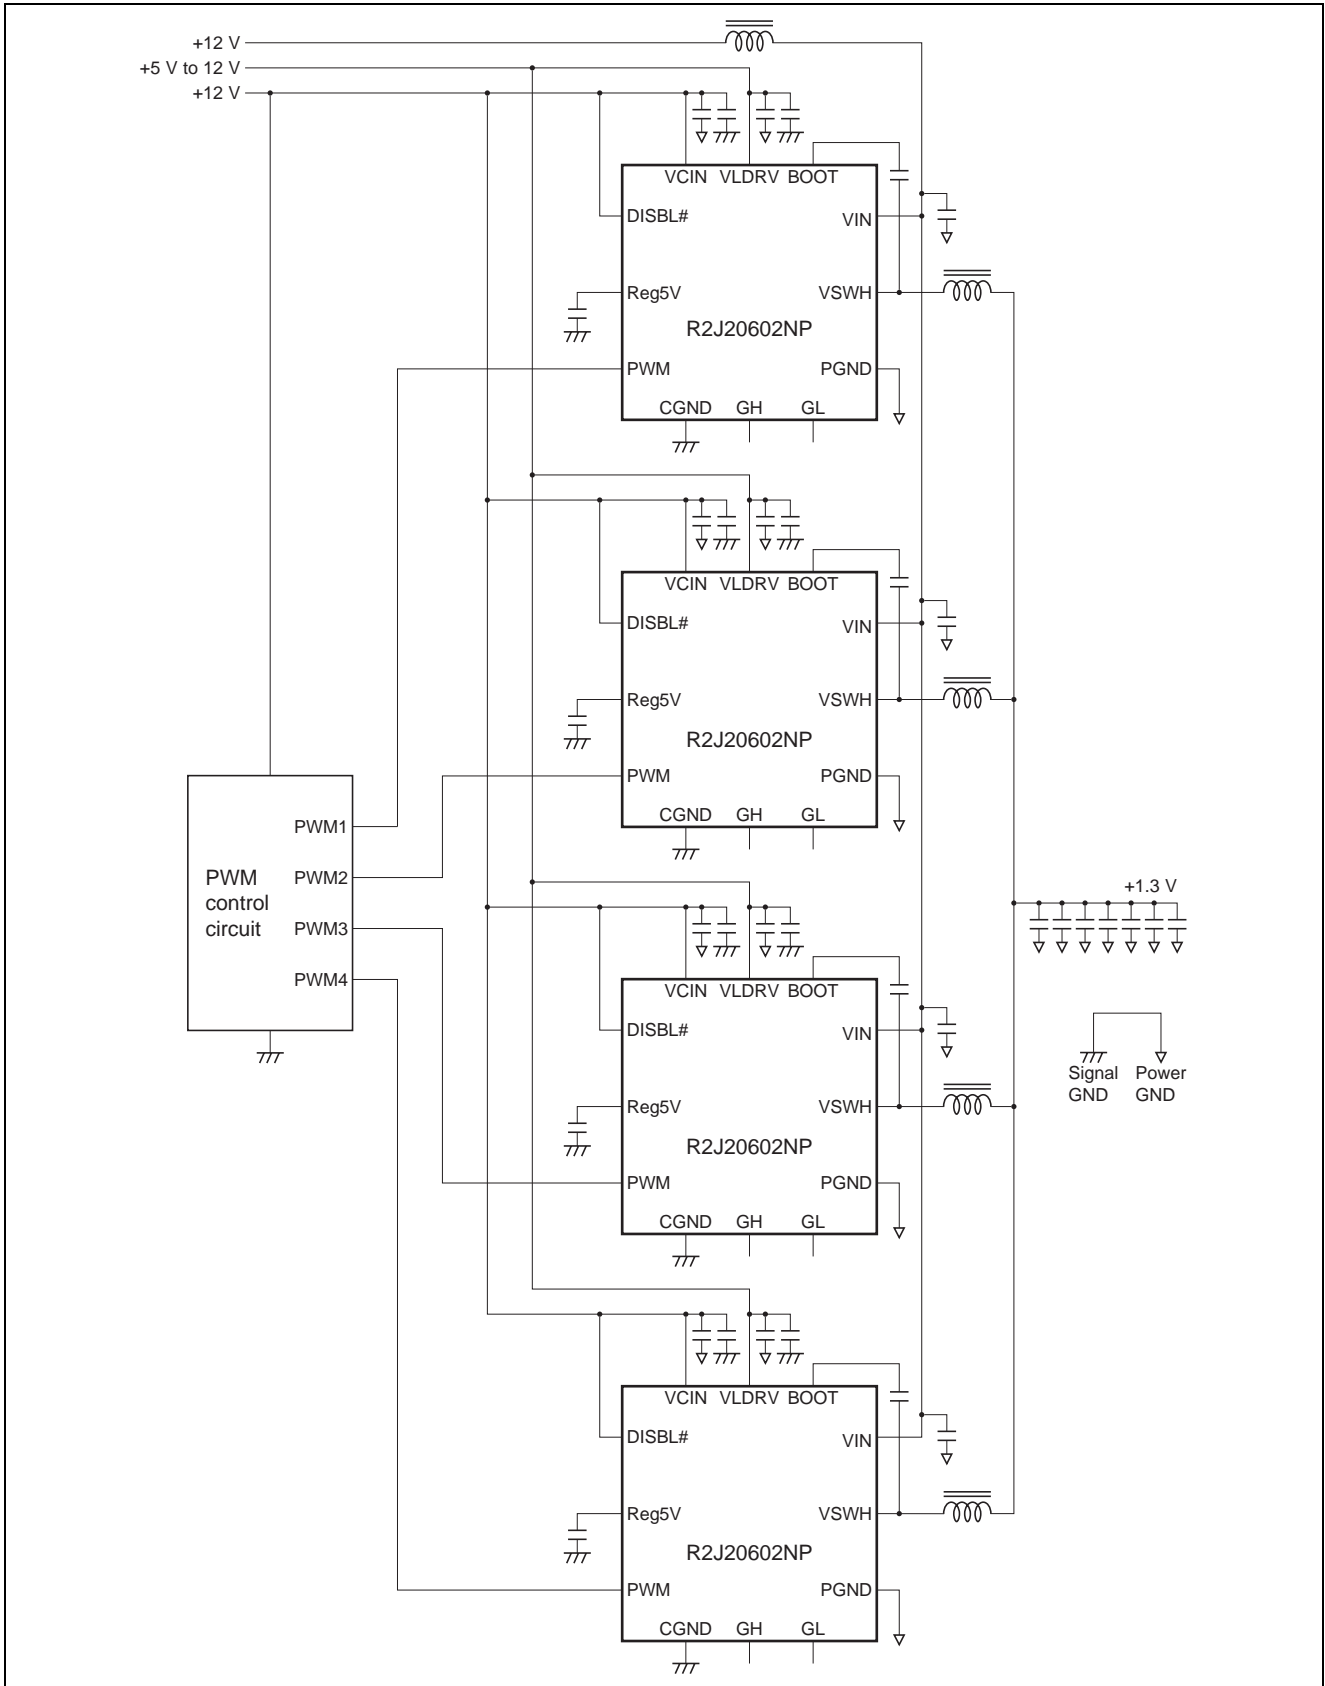 +12 V
+5 V to 12 V
+12 V
VCIN VLDRV BOOT
DISBL#
VIN
Reg5V
VSWH
R2J20602NP
PWM
PGND
CGND GH GL
VCIN VLDRV BOOT
DISBL#
VIN
Reg5V
VSWH
R2J20602NP
PWM
PGND
CGND GH GL
PWM1
PWM2
PWM3
PWM4
PWM
control
circuit
VCIN VLDRV BOOT
DISBL#
VIN
Reg5V
VSWH
R2J20602NP
PWM
PGND
CGND GH GL
+1.3 V
Signal
GND
Power
GND
VCIN VLDRV BOOT
DISBL#
VIN
Reg5V
VSWH
R2J20602NP
PWM
PGND
CGND GH GL